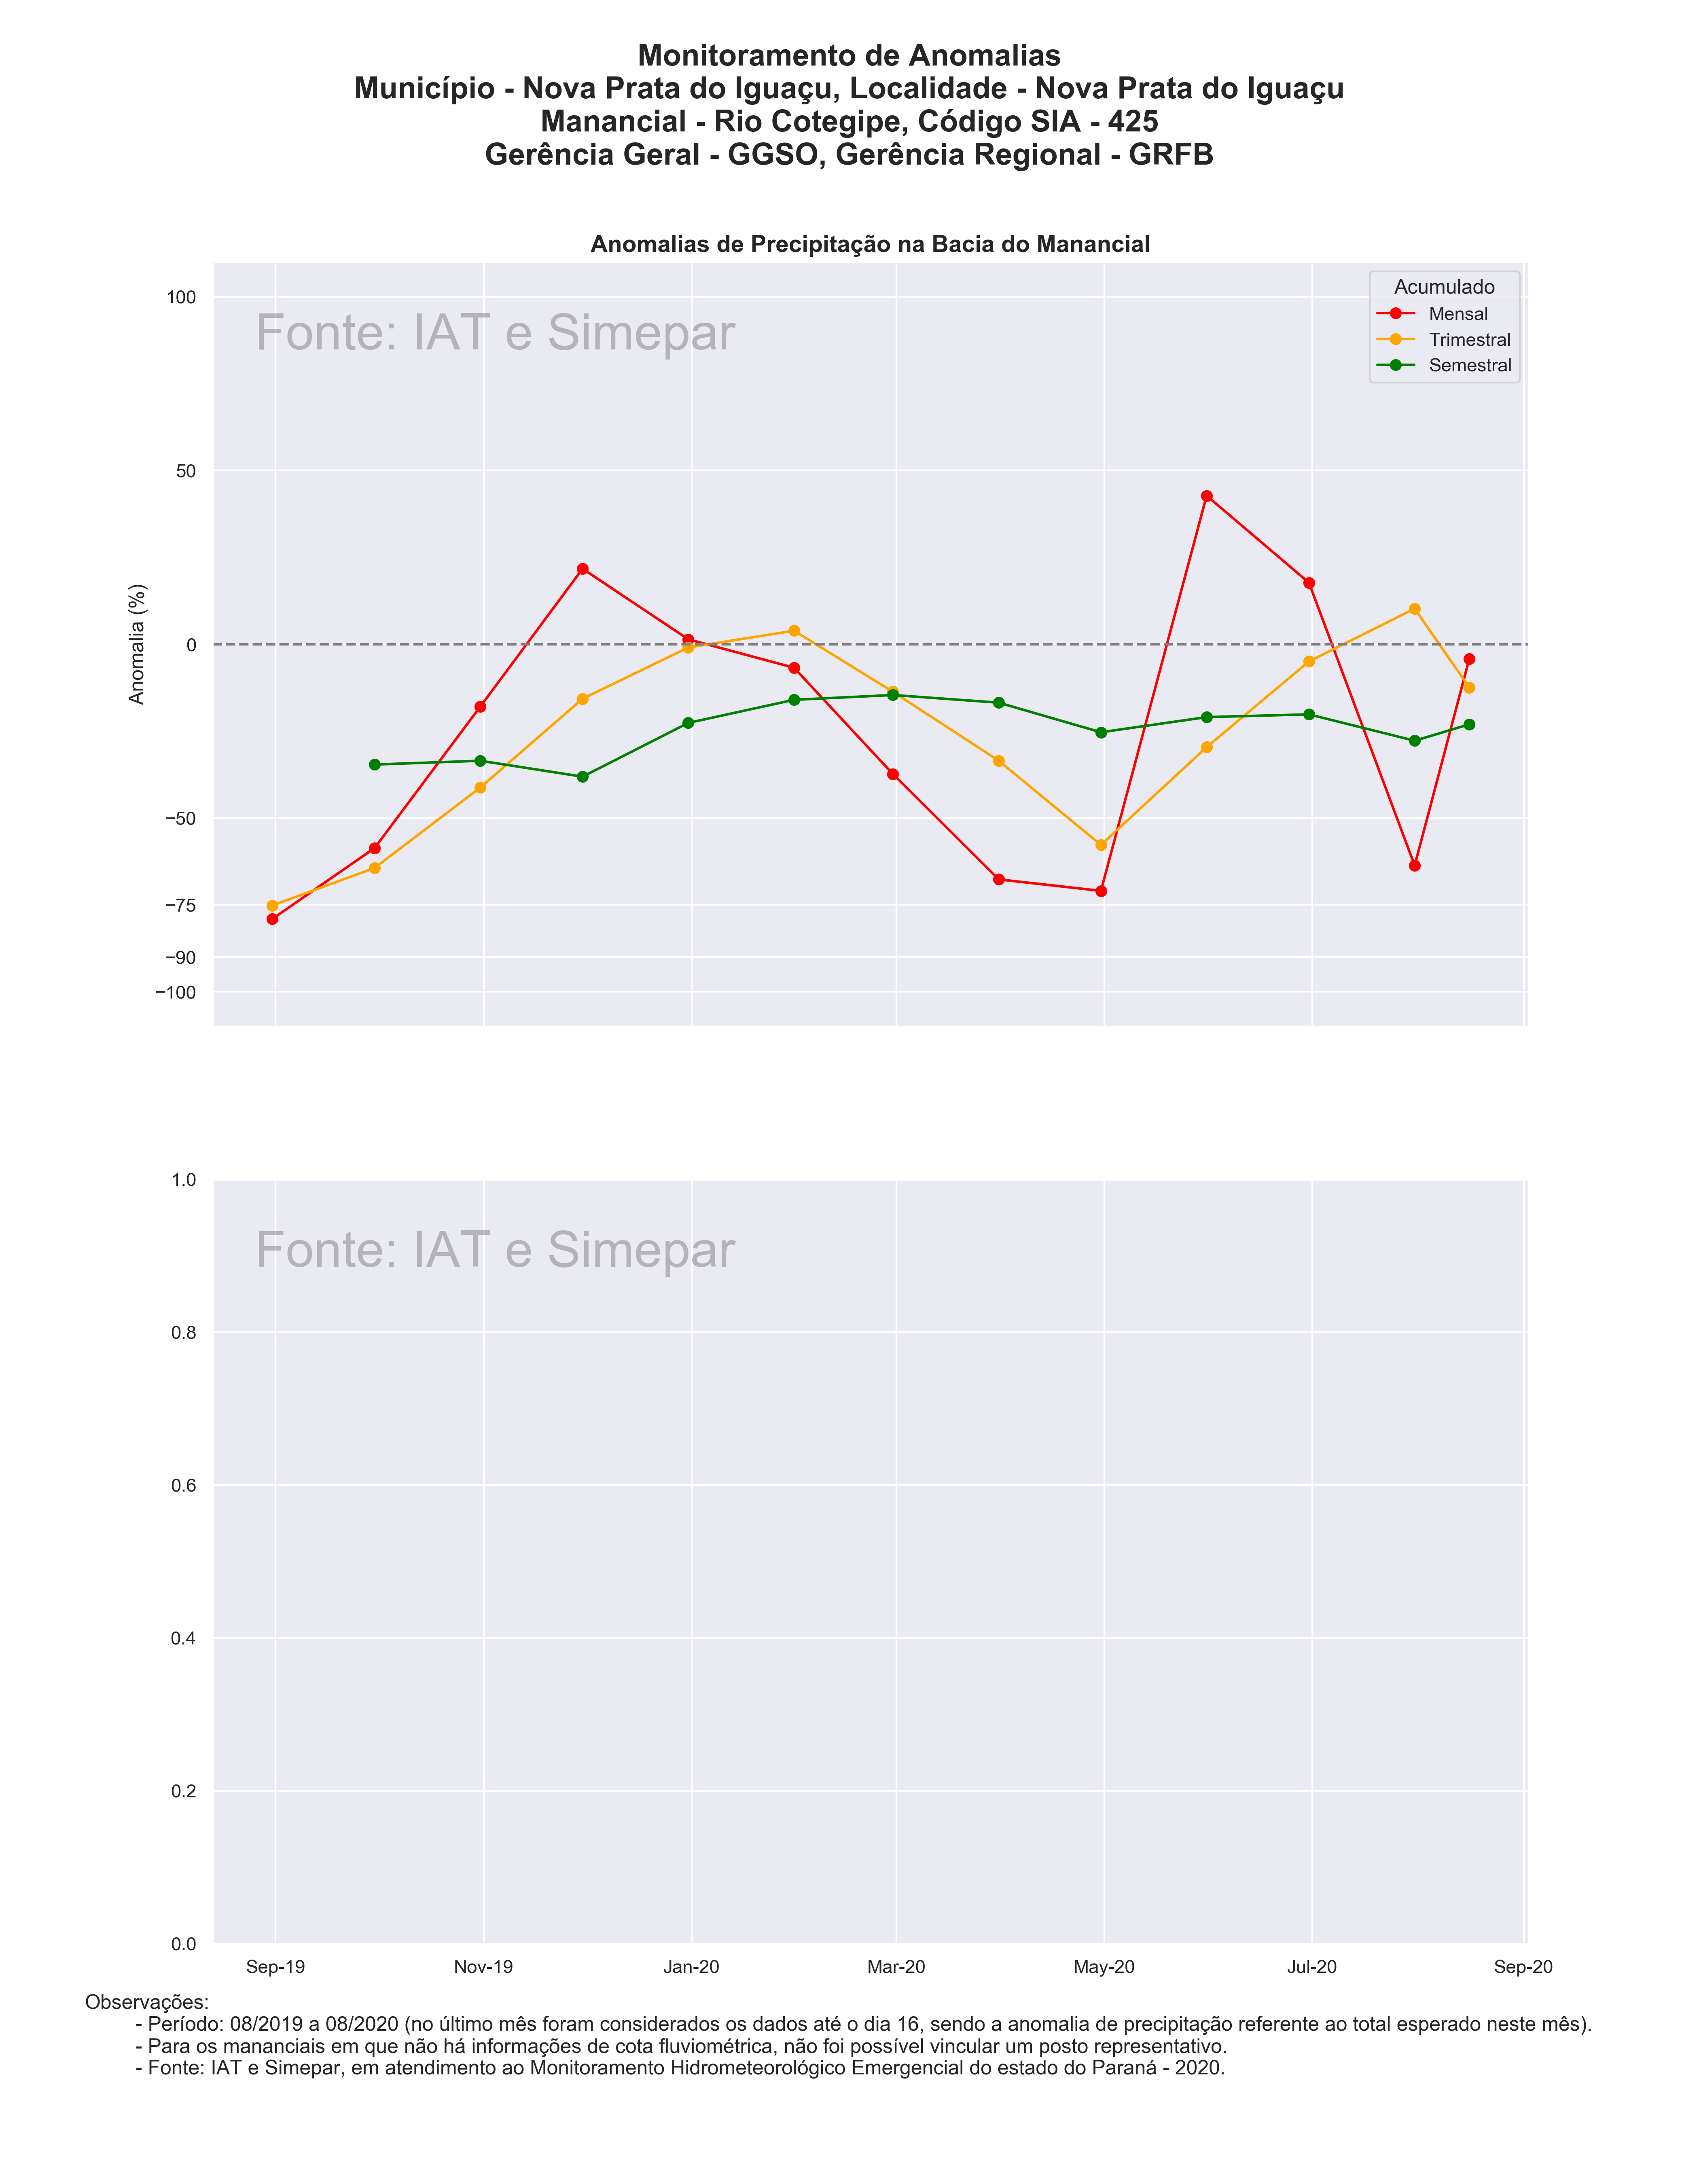 Monitoramento de Anomalias
Município - Nova Prata do Iguaçu, Localidade - Nova Prata do Iguaçu
Manancial - Rio Cotegipe, Código SIA - 425
Gerência Geral - GGSO, Gerência Regional - GRFB
Anomalias de Precipitação na Bacia do Manancial
Fonte: IAT e Simepar
Acumulado
Mensal
Trimestral
Semestral
Anomalia (%)
100
50
0
−50
−75
−90
−100
Fonte: IAT e Simepar
1.0
0.8
0.6
0.4
0.2
0.0
Sep-19 Nov-19 Jan-20 Mar-20 May-20 Jul-20 Sep-20
Observações:
- Período: 08/2019 a 08/2020 (no último mês foram considerados os dados até o dia 16, sendo a anomalia de precipitação referente ao total esperado neste mês).
- Para os mananciais em que não há informações de cota fluviométrica, não foi possível vincular um posto representativo.
- Fonte: IAT e Simepar, em atendimento ao Monitoramento Hidrometeorológico Emergencial do estado do Paraná - 2020.